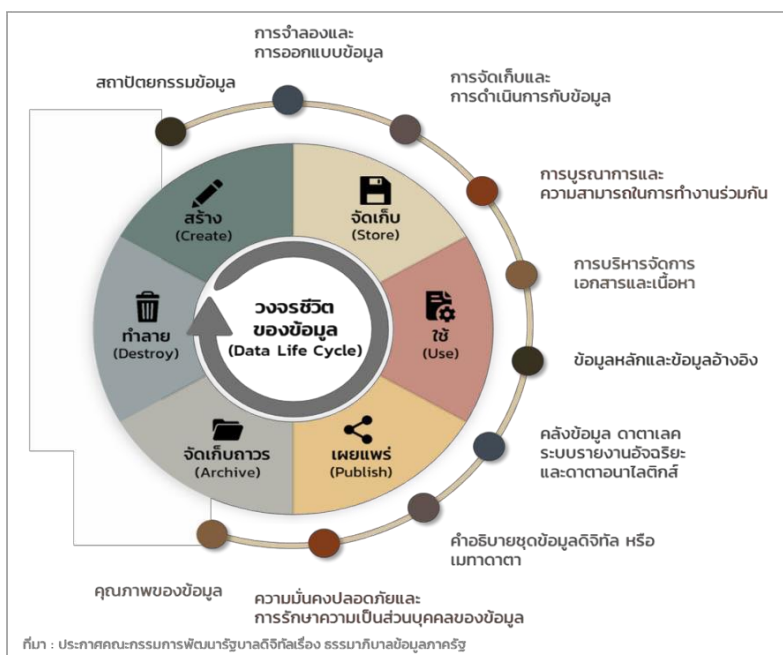 การจำลองและ
การออกแบบข้อมูล
สถาปัตยกรรมข้อมูล
การจัดเก็บและ
การดำเนินการกับข้อมูล
การบูรณาการและ
ความสามารถในการทำงานร่วมกัน
การบริหารจัดการ
เอกสารและเนื้อหา
ข้อมูลหลักและข้อมูลอ้างอิง
คลังข้อมูล ดาตาเลค
ระบบรายงานอัจฉริยะ
และดาตาอนาไลติกส์
คำอธิบายชุดข้อมูลดิจิทัล หรือ
เมทาดาตา
ความมั่นคงปลอดภัยและ
การรักษาความเป็นส่วนบุคคลของข้อมูล
คุณภาพของข้อมูล
สร้าง
(Create)
จัดเก็บ
(Store)
ใช้
(Use)
เผยแพร่
(Publish)
จัดเก็บถาวร
(Archive)
ทำลาย
(Destroy)
วงจรชีวิต
ของข้อมูล
(Data Life Cycle)
ที่มา : ประกาศคณะกรรมการพัฒนารัฐบาลดิจิทัลเรื่อง ธรรมาภิบาลข้อมูลภาครัฐ